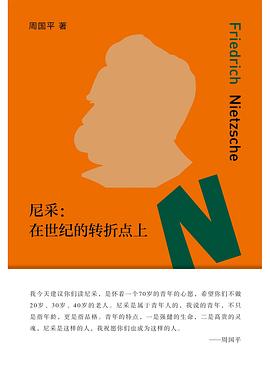 周国平 著
Friedrich Nietzsche
尼采：
在世纪的转折点上
N
我今天建议你们读尼采，是怀着一个70岁的青年的心愿，希望你们不做
20岁、30岁、40岁的老人。尼采是属于青年人的，我说的青年，不只
是指年龄，更是指品格。青年的特点，一是强健的生命，二是高贵的灵
魂，尼采是这样的人，我祝愿你们也成为这样的人。
——周国平